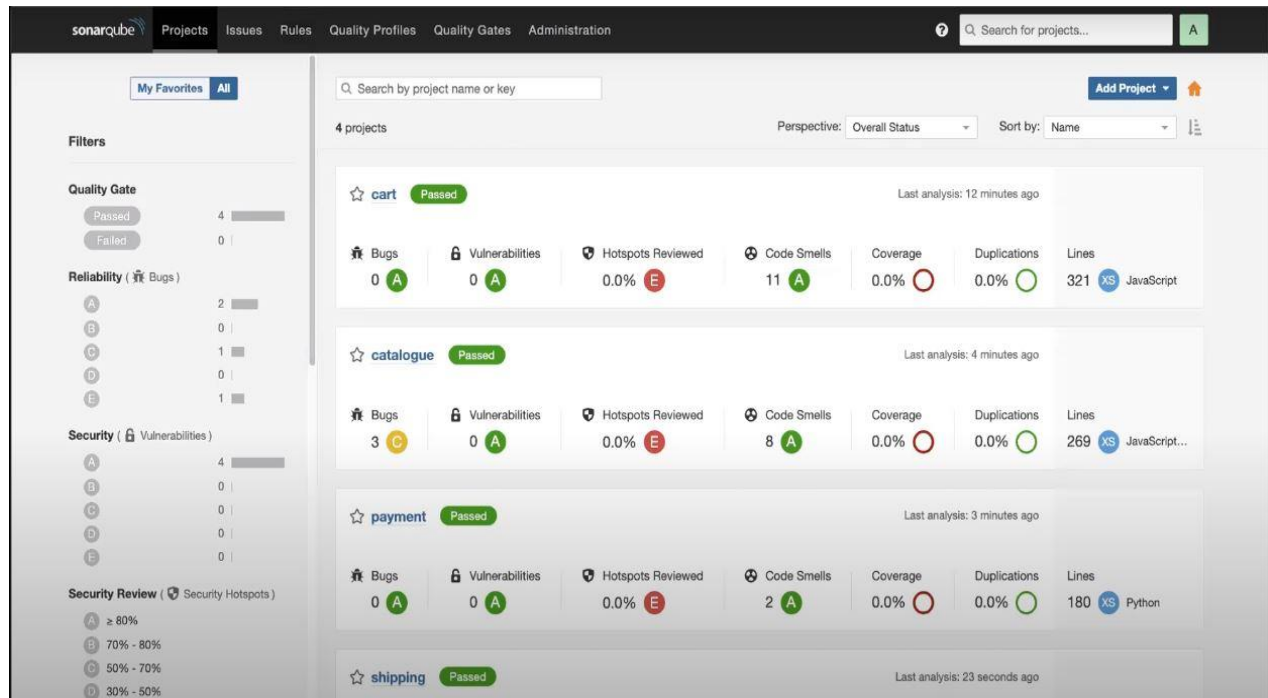 sonarqube Projects Issues Rules Quality Profiles Quality Gates Administration ? Search for projects... A
My Favorites All
Search by project name or key
Add Project
4 projects
Perspective: Overall Status Sort by: Name
Filters
Quality Gate
Passed 4
Failed 0
Reliability ( Bugs )
A 2
B 0
C 1
D 0
E 1
Security ( Vulnerabilities )
A 4
B 0
C 0
D 0
E 0
Security Review ( Security Hotspots )
A ≥ 80%
B 70% - 80%
C 50% - 70%
D 30% - 50%
cart Passed Last analysis: 12 minutes ago
Bugs Vulnerabilities Hotspots Reviewed Code Smells Coverage Duplications Lines
0 A 0 A 0.0% E 11 A 0.0% 0.0% 321 XS JavaScript
catalogue Passed Last analysis: 4 minutes ago
Bugs Vulnerabilities Hotspots Reviewed Code Smells Coverage Duplications Lines
3 C 0 A 0.0% E 8 A 0.0% 0.0% 269 XS JavaScript...
payment Passed Last analysis: 3 minutes ago
Bugs Vulnerabilities Hotspots Reviewed Code Smells Coverage Duplications Lines
0 A 0 A 0.0% E 2 A 0.0% 0.0% 180 XS Python
shipping Passed Last analysis: 23 seconds ago